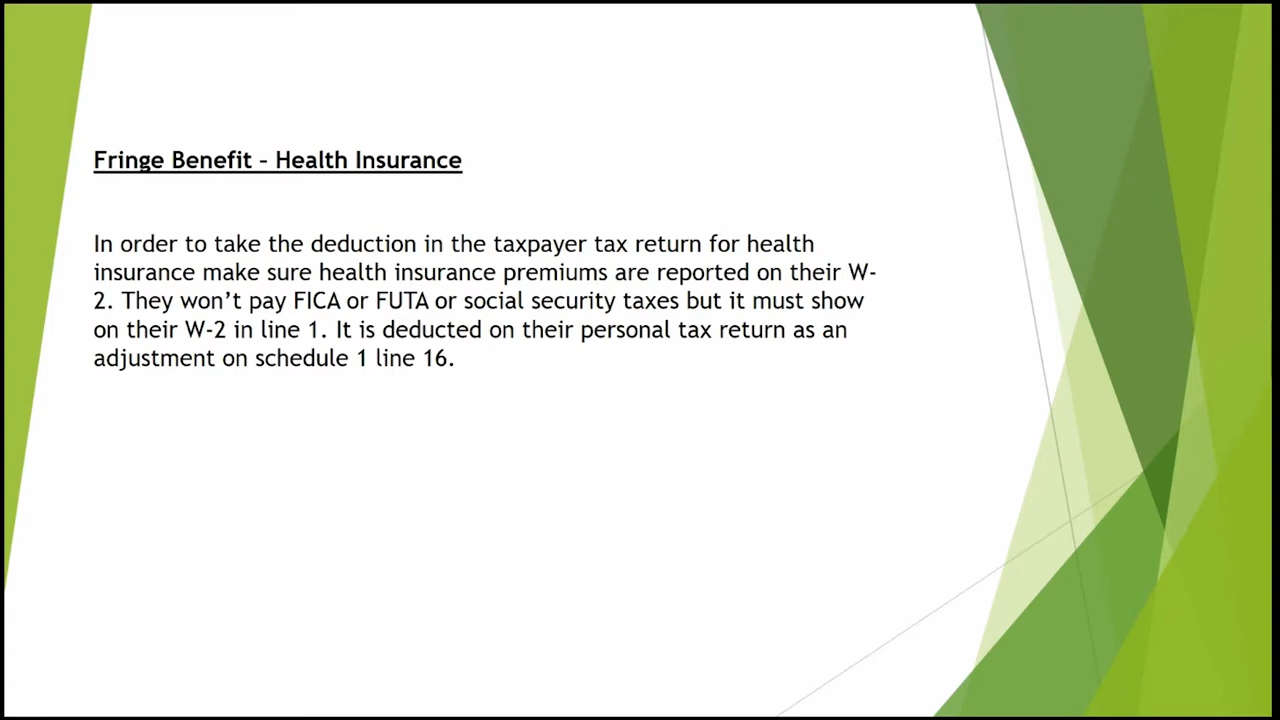 Fringe Benefit – Health Insurance
In order to take the deduction in the taxpayer tax return for health
insurance make sure health insurance premiums are reported on their W-
2. They won’t pay FICA or FUTA or social security taxes but it must show
on their W-2 in line 1. It is deducted on their personal tax return as an
adjustment on schedule 1 line 16.